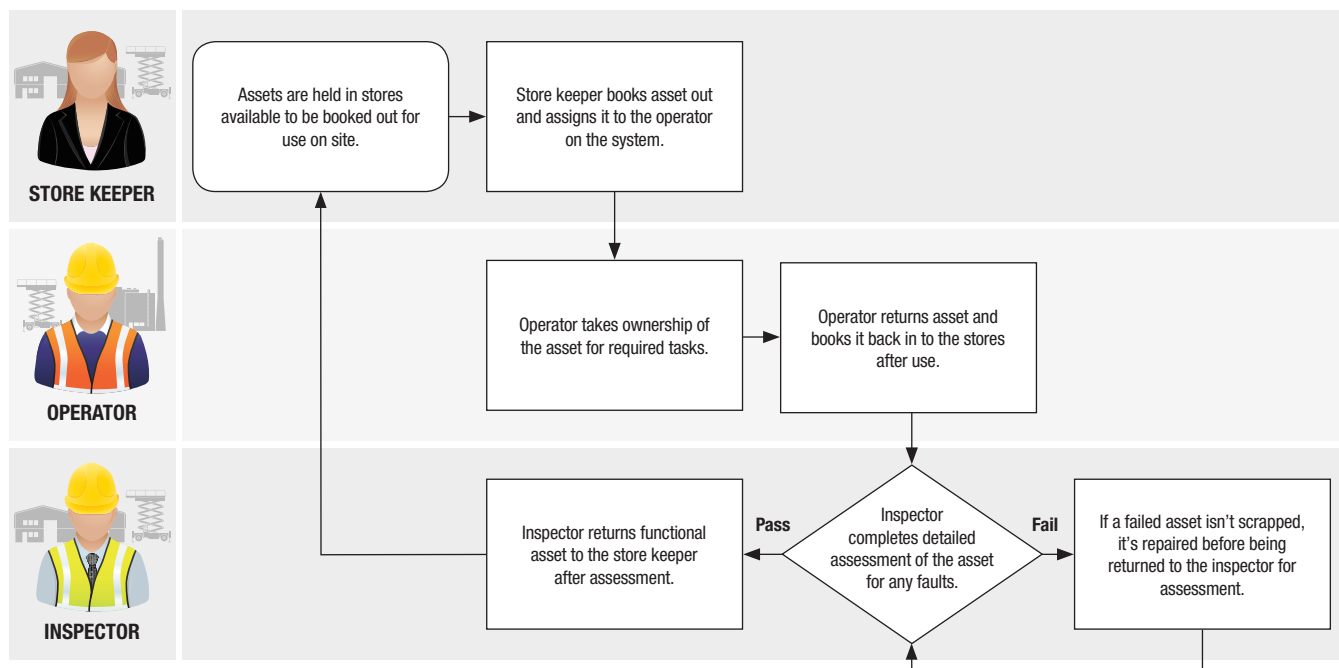 Assets are held in stores
available to be booked out for
use on site.
Store keeper books asset out
and assigns it to the operator
on the system.
STORE KEEPER
Operator takes ownership of
the asset for required tasks.
Operator returns asset and
books it back in to the stores
after use.
OPERATOR
Inspector returns functional
asset to the store keeper
after assessment.
Pass
Inspector
completes detailed
assessment of the asset
for any faults.
Fail
If a failed asset isn’t scrapped,
it’s repaired before being
returned to the inspector for
assessment.
INSPECTOR